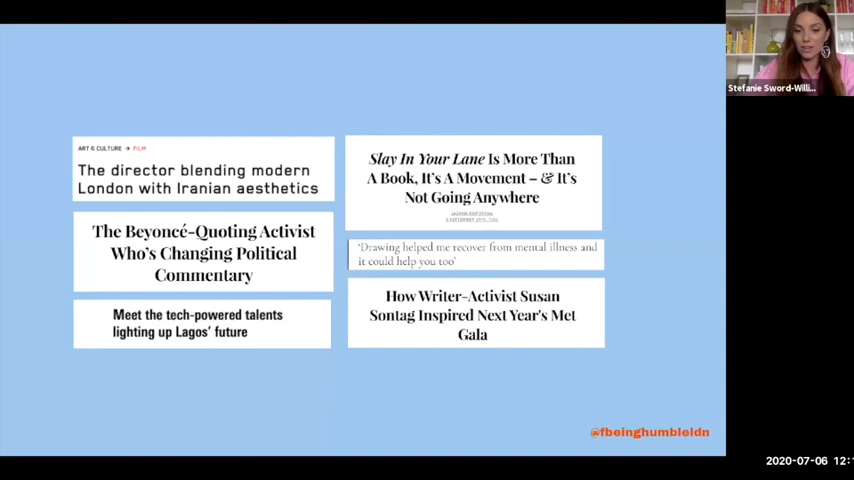 ART & CULTURE → FILM
The director blending modern
London with Iranian aesthetics
The Beyoncé-Quoting Activist
Who's Changing Political
Commentary
Meet the tech-powered talents
lighting up Lagos' future
Slay In Your Lane Is More Than
A Book, It's A Movement – & It's
Not Going Anywhere
'Drawing helped me recover from mental illness and
it could help you too'
How Writer-Activist Susan
Sontag Inspired Next Year's Met
Gala
@fbeinghumbleldn
Stefanie Sword-Willi...
2020-07-06 12:1